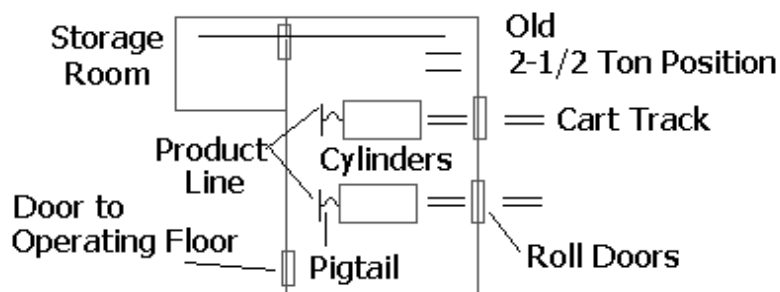 Storage
Room
Old
2-1/2 Ton Position
Cart Track
Product
Line
Cylinders
Door to
Operating Floor
Pigtail
Roll Doors